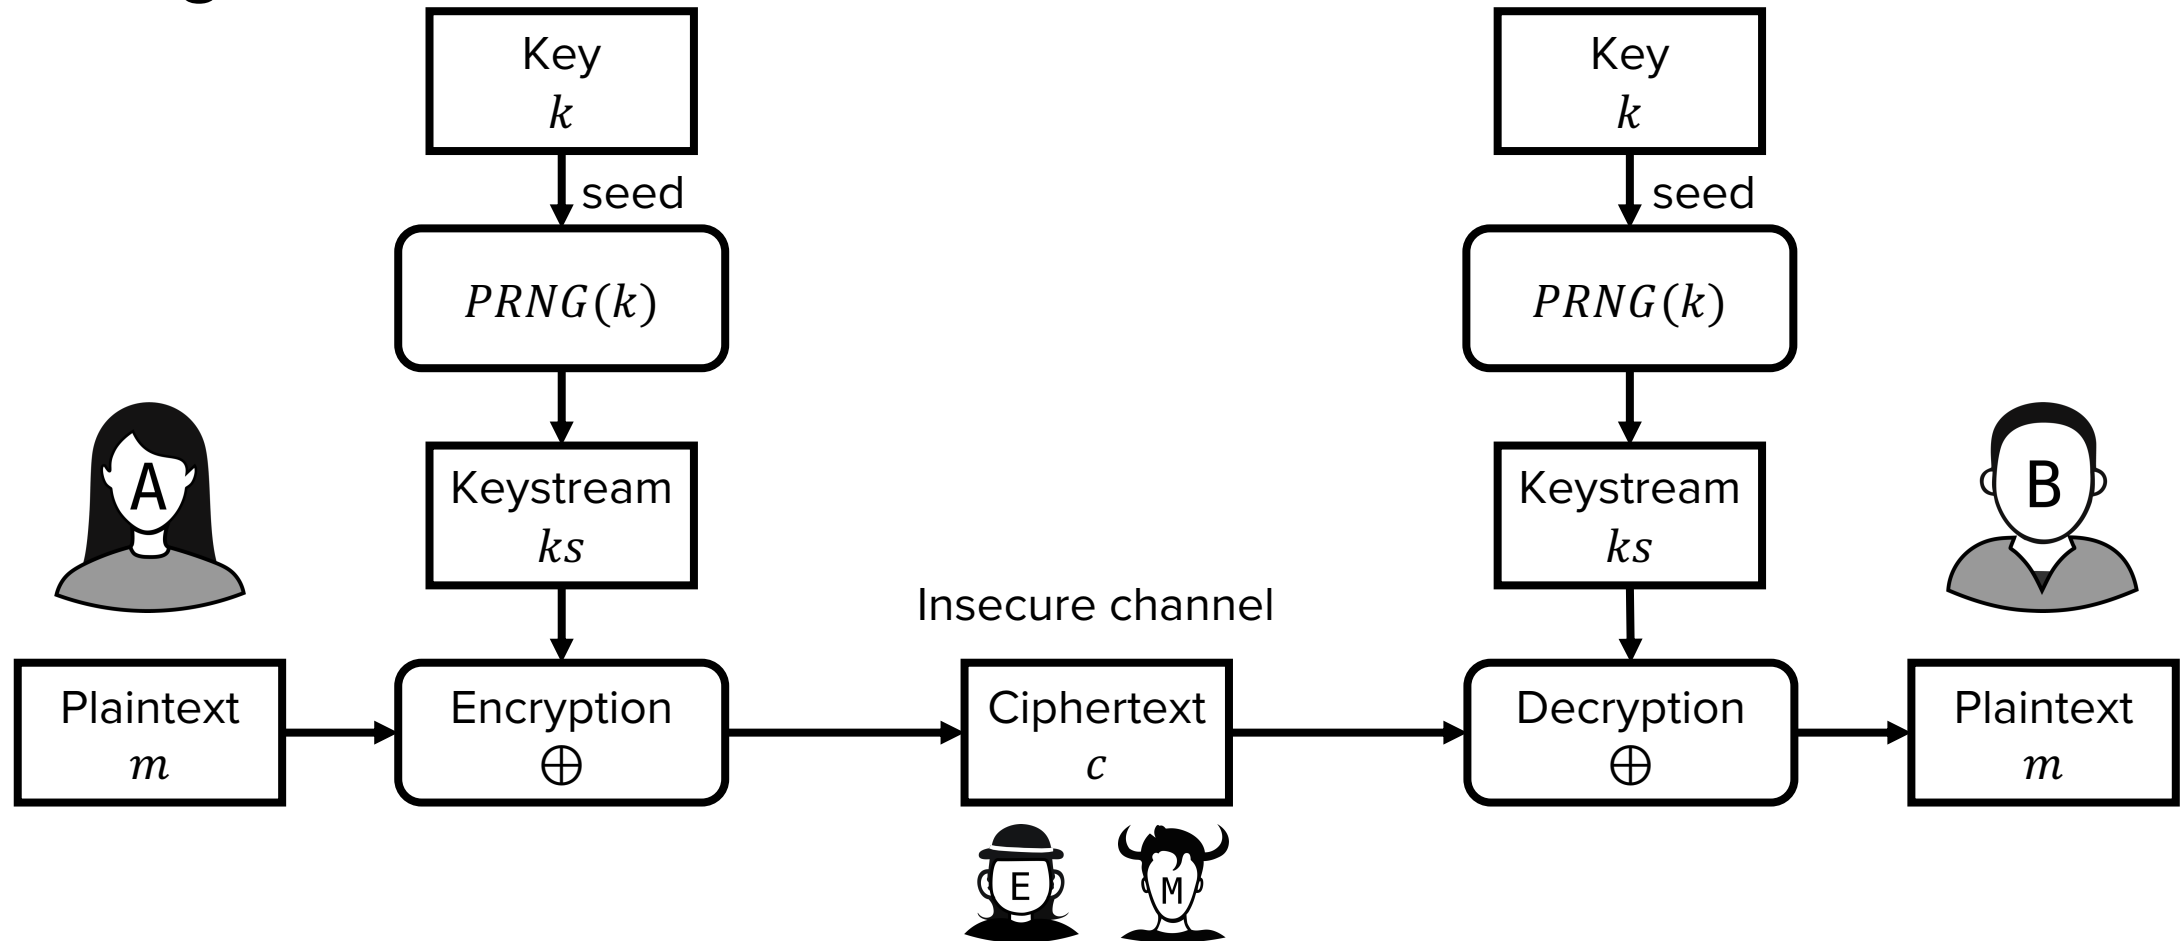 Key
k
Key
k
seed
seed
PRNG(k)
PRNG(k)
A
Keystream
ks
Keystream
ks
B
Insecure channel
Plaintext
m
Encryption
⊕
Ciphertext
c
Decryption
⊕
Plaintext
m
E
M